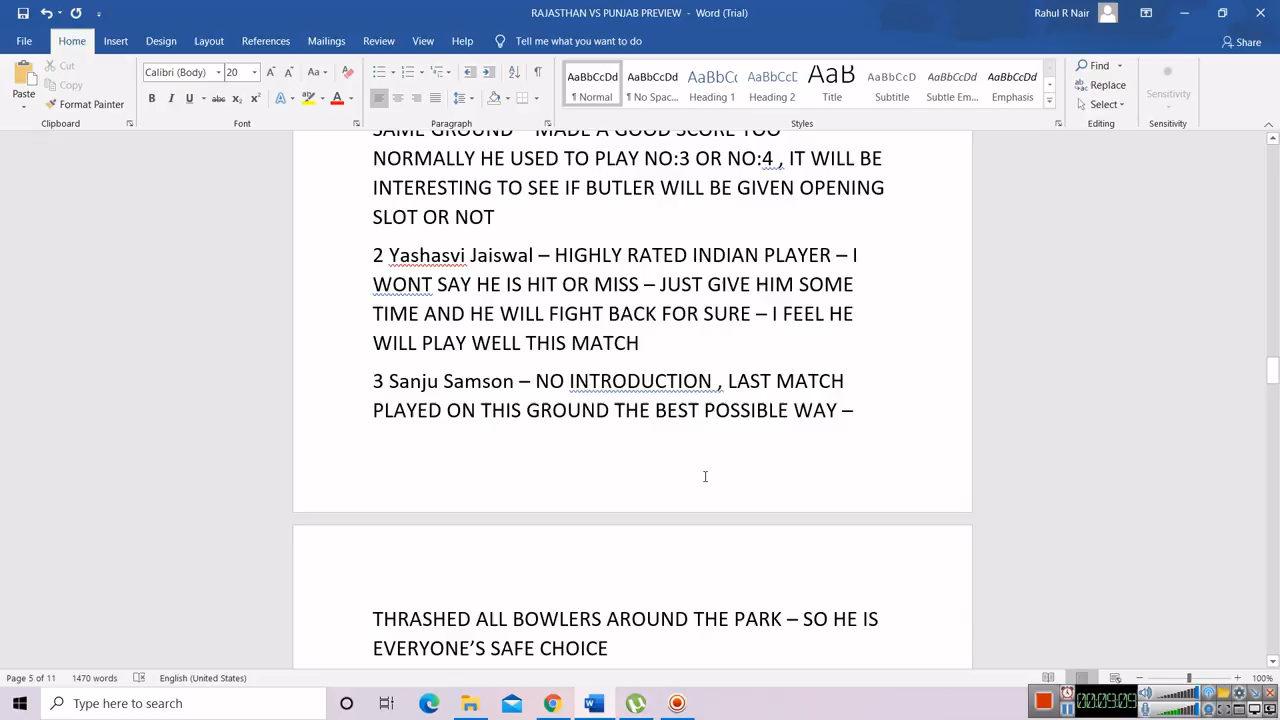 RAJASTHAN VS PUNJAB PREVIEW - Word (Trial)
Rahul R Nair
File Home Insert Design Layout References Mailings Review View Help Tell me what you want to do Share
Paste
Cut
Copy
Format Painter
Clipboard
Calibri (Body) 20
Font
Paragraph
AaBbCcDd AaBbCcDd AaBbCc AaBbCcD AaB AaBbCcD AaBbCcDd AaBbCcDd
¶ Normal ¶ No Spac... Heading 1 Heading 2 Title Subtitle Subtle Em... Emphasis
Styles
Find
Replace
Select
Editing
Sensitivity
Sensitivity
SAME GROUND – MADE A GOOD SCORE TOO
NORMALLY HE USED TO PLAY NO:3 OR NO:4 , IT WILL BE
INTERESTING TO SEE IF BUTLER WILL BE GIVEN OPENING
SLOT OR NOT
2 Yashasvi Jaiswal – HIGHLY RATED INDIAN PLAYER – I
WONT SAY HE IS HIT OR MISS – JUST GIVE HIM SOME
TIME AND HE WILL FIGHT BACK FOR SURE – I FEEL HE
WILL PLAY WELL THIS MATCH
3 Sanju Samson – NO INTRODUCTION , LAST MATCH
PLAYED ON THIS GROUND THE BEST POSSIBLE WAY –
THRASHED ALL BOWLERS AROUND THE PARK – SO HE IS
EVERYONE’S SAFE CHOICE
Page 5 of 11 1470 words English (United States) 100%
Type here to search
00:09:09